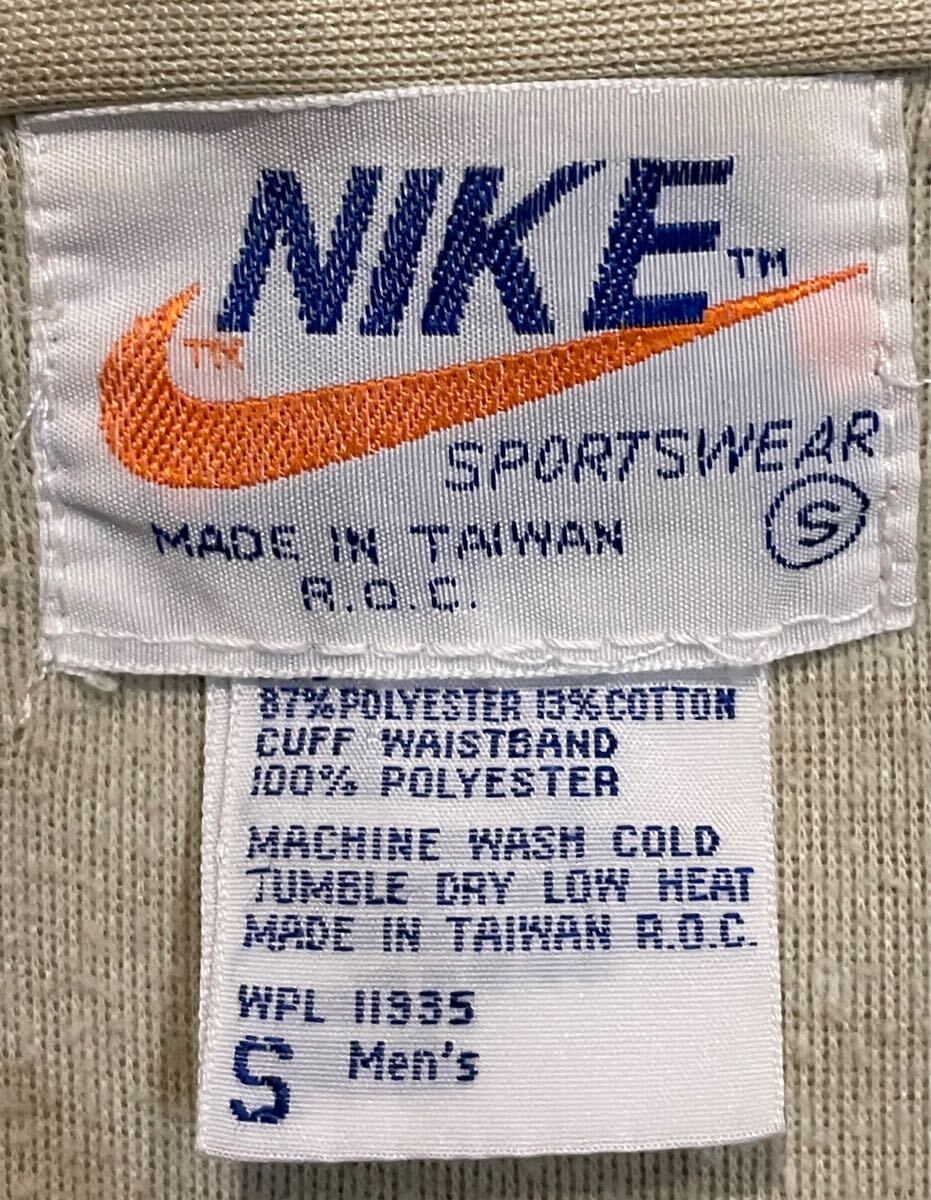 NIKE™
™
SPORTSWEAR
MADE IN TAIWAN
R.O.C.
S
87% POLYESTER 13% COTTON
CUFF WAISTBAND
100% POLYESTER
MACHINE WASH COLD
TUMBLE DRY LOW HEAT
MADE IN TAIWAN R.O.C.
WPL 11935
S Men's